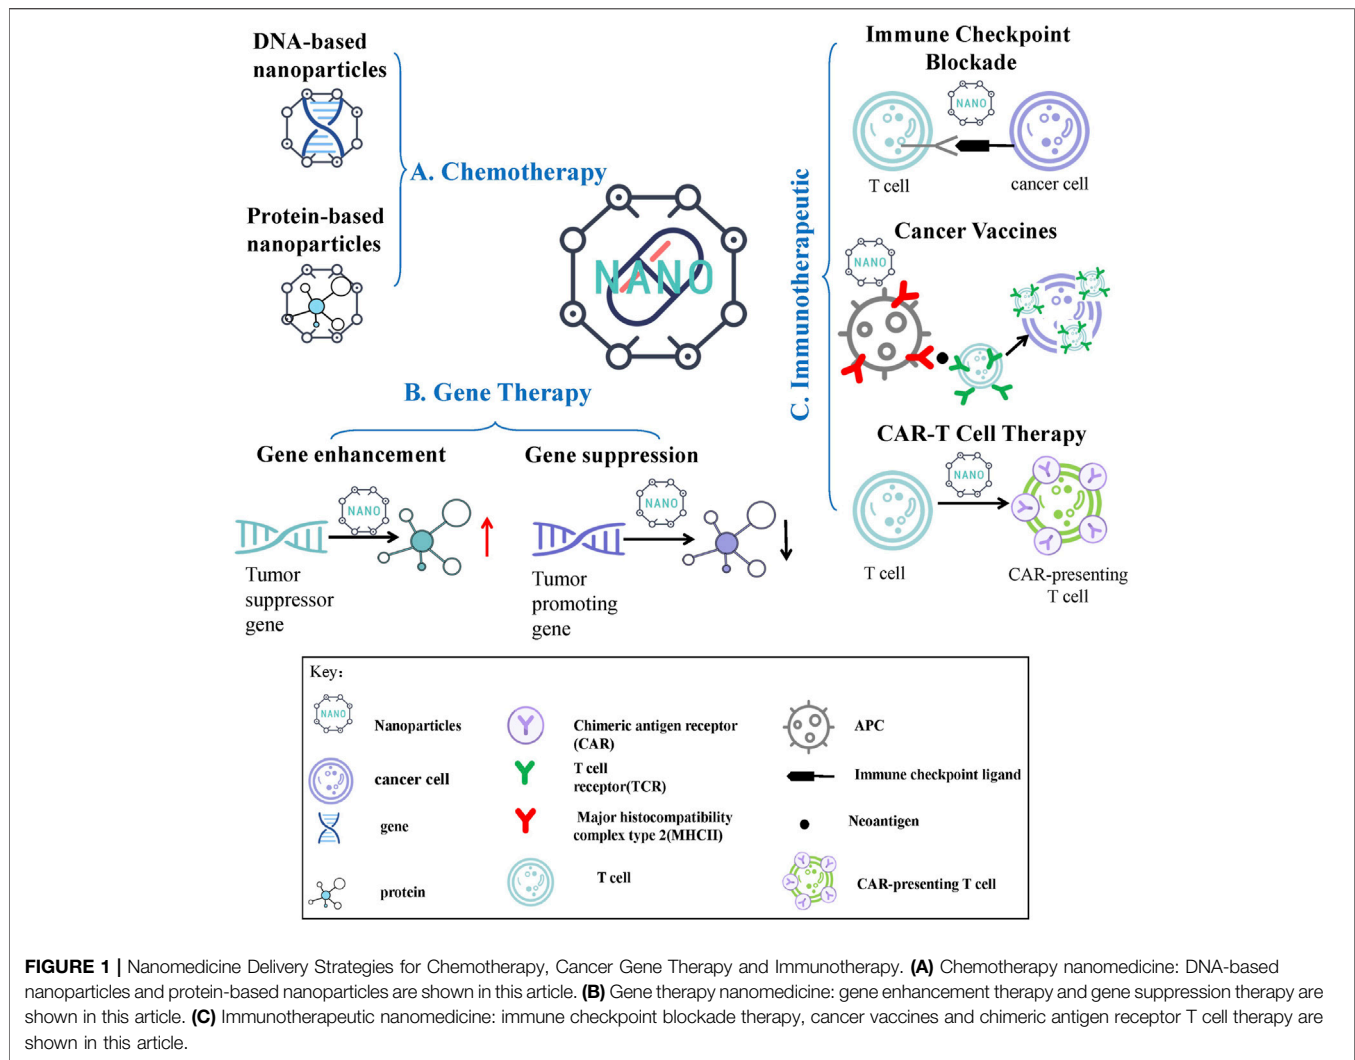 DNA-based
nanoparticles
A. Chemotherapy
Protein-based
nanoparticles
NANO
B. Gene Therapy
Gene enhancement
NANO
Tumor
suppressor
gene
Gene suppression
NANO
Tumor
promoting
gene
C. Immunotherapeutic
Immune Checkpoint
Blockade
NANO
T cell
cancer cell
Cancer Vaccines
NANO
CAR-T Cell Therapy
NANO
T cell
CAR-presenting
T cell
Key:
NANO
Nanoparticles
cancer cell
gene
protein
Chimeric antigen receptor
(CAR)
T cell
receptor(TCR)
Major histocompatibility
complex type 2(MHCII)
T cell
APC
Immune checkpoint ligand
Neoantigen
CAR-presenting T cell
FIGURE 1 | Nanomedicine Delivery Strategies for Chemotherapy, Cancer Gene Therapy and Immunotherapy. (A) Chemotherapy nanomedicine: DNA-based
nanoparticles and protein-based nanoparticles are shown in this article. (B) Gene therapy nanomedicine: gene enhancement therapy and gene suppression therapy are
shown in this article. (C) Immunotherapeutic nanomedicine: immune checkpoint blockade therapy, cancer vaccines and chimeric antigen receptor T cell therapy are
shown in this article.